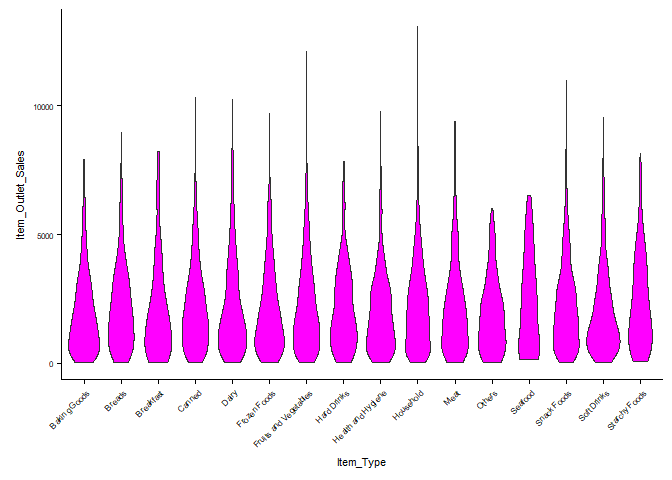 Item_Outlet_Sales
10000
5000
0
Baking Goods
Breads
Breakfast
Canned
Dairy
Frozen Foods
Fruits and Vegetables
Hard Drinks
Health and Hygiene
Household
Meat
Others
Seafood
Snack Foods
Soft Drinks
Starchy Foods
Item_Type